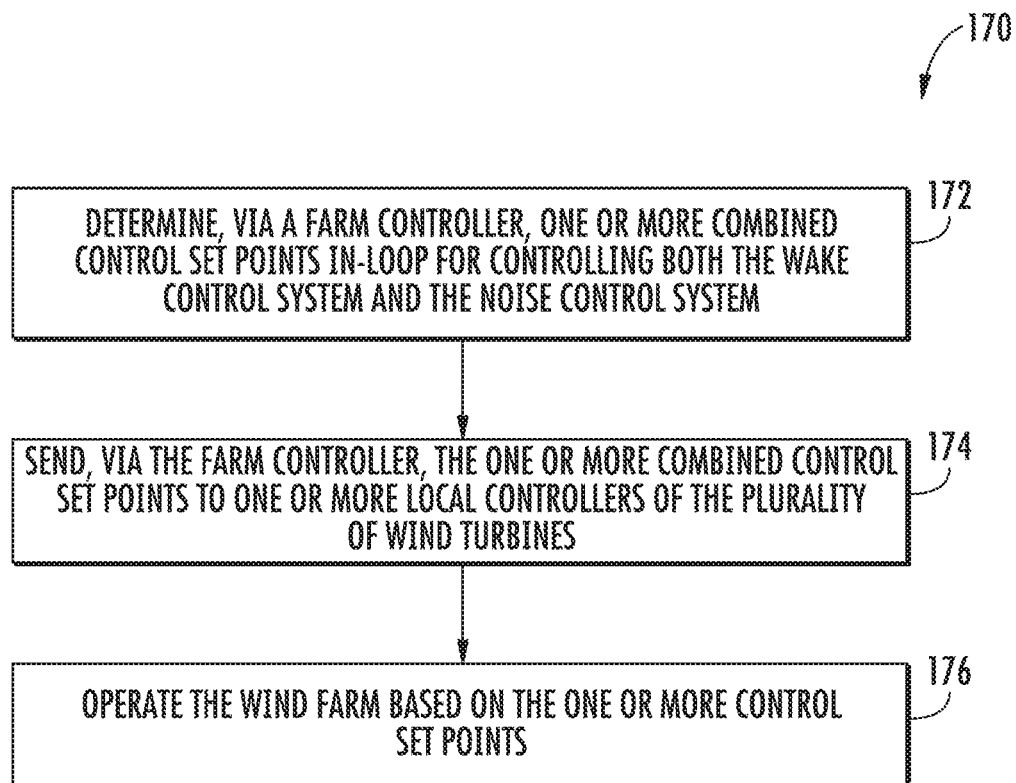 170
172
DETERMINE, VIA A FARM CONTROLLER, ONE OR MORE COMBINED
CONTROL SET POINTS IN-LOOP FOR CONTROLLING BOTH THE WAKE
CONTROL SYSTEM AND THE NOISE CONTROL SYSTEM
174
SEND, VIA THE FARM CONTROLLER, THE ONE OR MORE COMBINED CONTROL
SET POINTS TO ONE OR MORE LOCAL CONTROLLERS OF THE PLURALITY
OF WIND TURBINES
176
OPERATE THE WIND FARM BASED ON THE ONE OR MORE CONTROL
SET POINTS